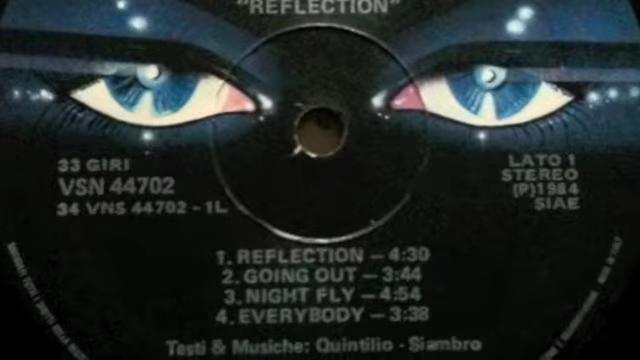 "REFLECTION"
33 GIRI
VSN 44702
34 VNS 44702 - 1L
LATO 1
STEREO
(P)1984
SIAE
1. REFLECTION – 4:30
2. GOING OUT – 3:44
3. NIGHT FLY – 4:54
4. EVERYBODY – 3:38
Testi & Musiche: Quintilio - Siambro